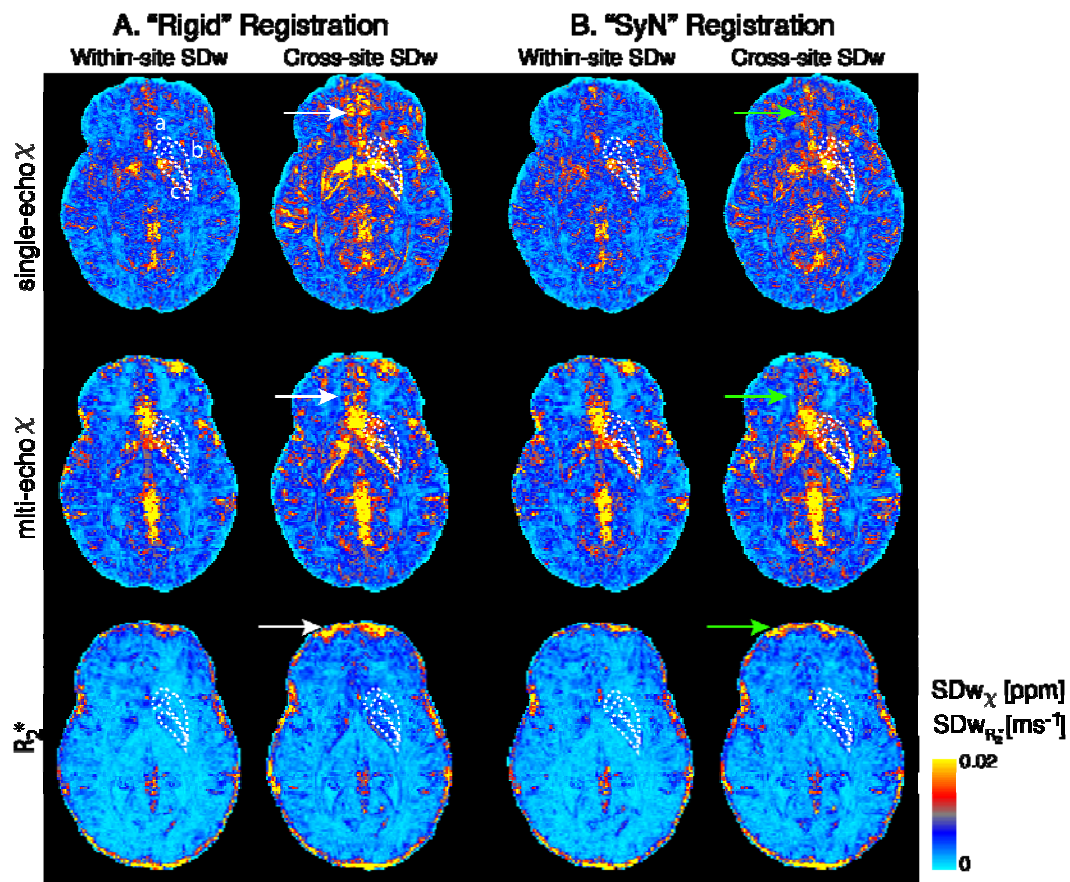 A. "Rigid" Registration
B. "SyN" Registration
Within-site SDw
Cross-site SDw
Within-site SDw
Cross-site SDw
single-echo χ
a
b
c
mlti-echo χ
R2*
SDwχ [ppm]
SDwR2* [ms-1]
0.02
0